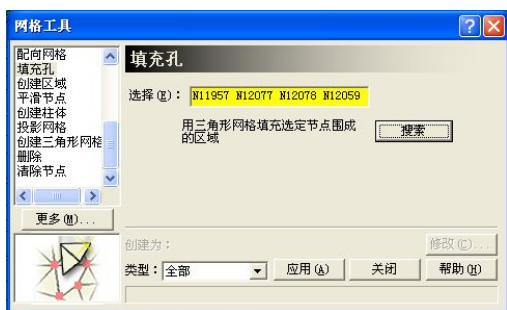 网格工具
配向网格
填充孔
创建区域
平滑节点
创建柱体
投影网格
创建三角形网格
删除
清除节点
更多(M)...
填充孔
选择(E): N11957 N12077 N12078 N12059
用三角形网格填充选定节点围成
的区域
搜索
创建为:
修改(C)...
类型: 全部
应用(A)
关闭
帮助(H)